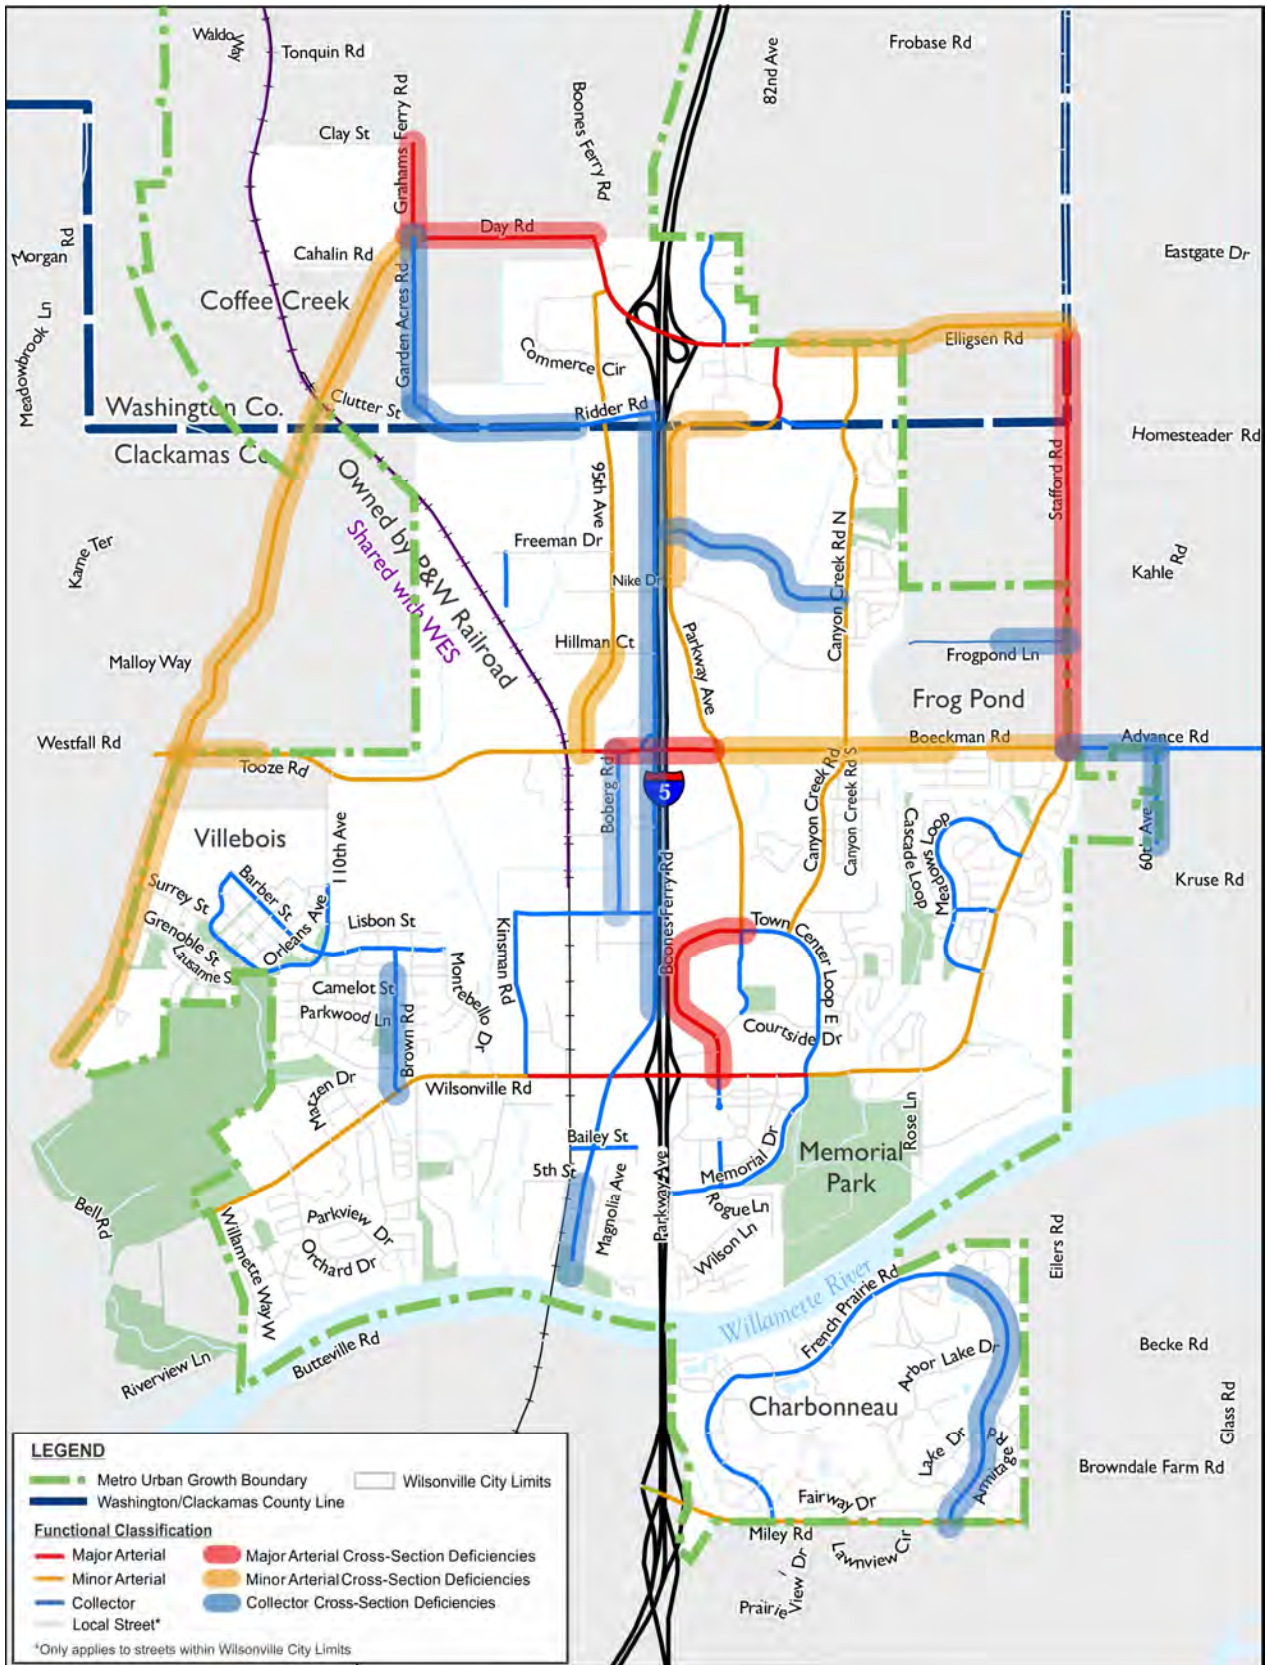 Waldo Way
Tonquin Rd
Frobase Rd
82nd Ave
Grahams Ferry Rd
Boones Ferry Rd
Clay St
Day Rd
Morgan Rd
Cahalin Rd
Eastgate Dr
Coffee Creek
Garden Acres Rd
Elligsen Rd
Meadowbrook Ln
Commerce Cir
Washington Co.
Clutter St
Ridder Rd
Clackamas Co
Homesteader Rd
Stafford Rd
Owned by P&W Railroad
Shared with WES
95th Ave
Kame Ter
Freeman Dr
Canyon Creek Rd N
Nike Dr
Kahle Rd
Hillman Ct
Parkway Ave
Malloy Way
Frogpond Ln
Frog Pond
Westfall Rd
Tooze Rd
Boeckman Rd
Advance Rd
Boberg Rd
5
Canyon Creek Rd
Canyon Creek Rd S
Villebois
110th Ave
Cascade Loop
Meadows Loop
60th Ave
Surrey St
Barber St
Kruse Rd
Grenoble St
Orleans Ave
Lisbon St
Lausanne S
Kinsman Rd
Boones Ferry Rd
Town Center Loop E
Camelot St
Parkwood Ln
Montebello Dr
Brown Rd
Courtside Dr
Matzen Dr
Wilsonville Rd
Rose Ln
Bailey St
5th St
Memorial Dr
Memorial
Park
Magnolia Ave
Parkway Ave
Rogue Ln
Wilson Ln
Bell Rd
Parkview Dr
Orchard Dr
Willamette Way W
Eilers Rd
Willamette River
French Prairie Rd
Riverview Ln
Butteville Rd
Arbor Lake Dr
Becke Rd
Charbonneau
Glass Rd
Lake Dr
Armitage Rd
Browndale Farm Rd
Fairway Dr
Miley Rd
Lawnview Cir
Prairie View Dr
LEGEND
Metro Urban Growth Boundary
Wilsonville City Limits
Washington/Clackamas County Line
Functional Classification
Major Arterial
Major Arterial Cross-Section Deficiencies
Minor Arterial
Minor Arterial Cross-Section Deficiencies
Collector
Collector Cross-Section Deficiencies
Local Street*
*Only applies to streets within Wilsonville City Limits